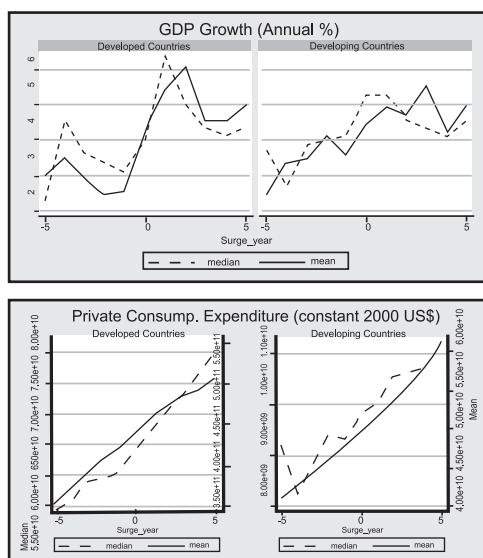 GDP Growth (Annual %)
Developed Countries
Developing Countries
6
5
4
3
2
-5
0
5
-5
0
5
Surge_year
median
mean
Private Consump. Expenditure (constant 2000 US$)
Developed Countries
Developing Countries
8.00e+10
7.50e+10
7.00e+10
650e+10
6.00e+10
5.50e+10
Median
5.50e+11
5.00e+11
4.50e+11
4.00e+11
3.50e+11
1.10e+10
1.00e+10
9.00e+09
8.00e+09
6.00e+10
5.50e+10
5.00e+10
4.50e+10
4.00e+10
Mean
-5
0
5
-5
0
5
Surge_year
Surge_year
median
mean
median
mean